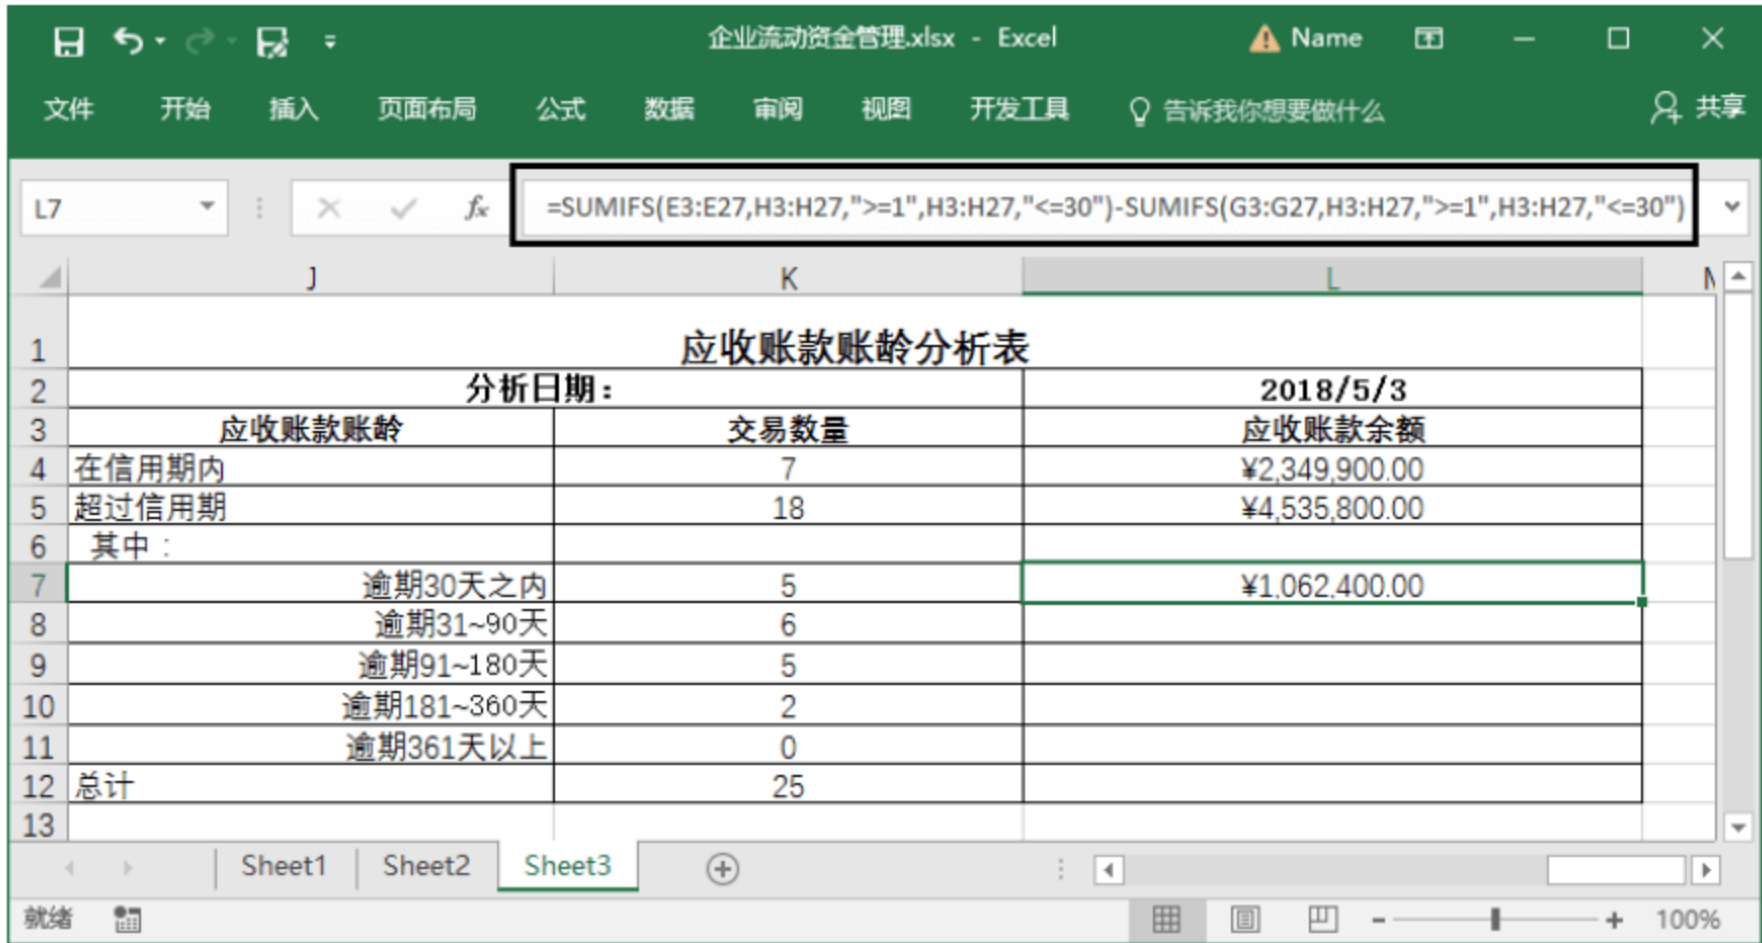 企业流动资金管理.xlsx - Excel
Name
文件 开始 插入 页面布局 公式 数据 审阅 视图 开发工具 告诉我你想要做什么 共享
L7 fx =SUMIFS(E3:E27,H3:H27,">=1",H3:H27,"<=30")-SUMIFS(G3:G27,H3:H27,">=1",H3:H27,"<=30")
J K L
1 应收账款账龄分析表
2 分析日期: 2018/5/3
3 应收账款账龄 交易数量 应收账款余额
4 在信用期内 7 ¥2,349,900.00
5 超过信用期 18 ¥4,535,800.00
6 其中:
7 逾期30天之内 5 ¥1,062,400.00
8 逾期31~90天 6
9 逾期91~180天 5
10 逾期181~360天 2
11 逾期361天以上 0
12 总计 25
13
Sheet1 Sheet2 Sheet3
就绪 100%